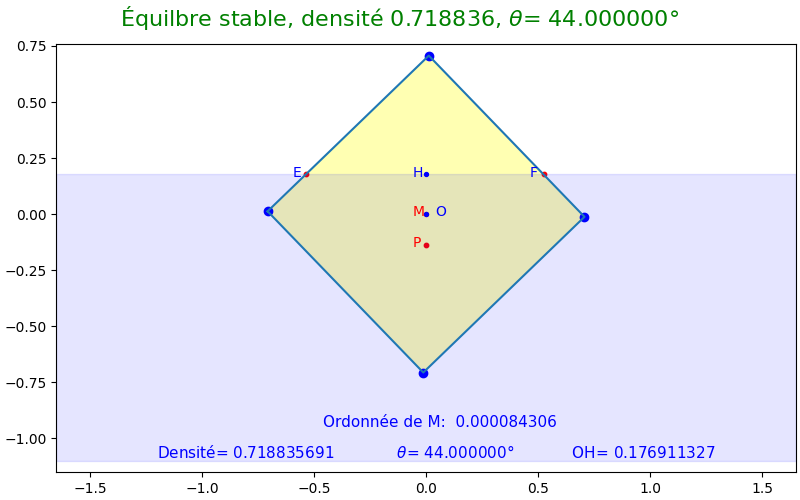 Équilbre stable, densité 0.718836, θ= 44.000000°
0.75
0.50
0.25
0.00
−0.25
−0.50
−0.75
−1.00
E
H
F
M O
P
Ordonnée de M: 0.000084306
Densité= 0.718835691 θ= 44.000000° OH= 0.176911327
−1.5 −1.0 −0.5 0.0 0.5 1.0 1.5